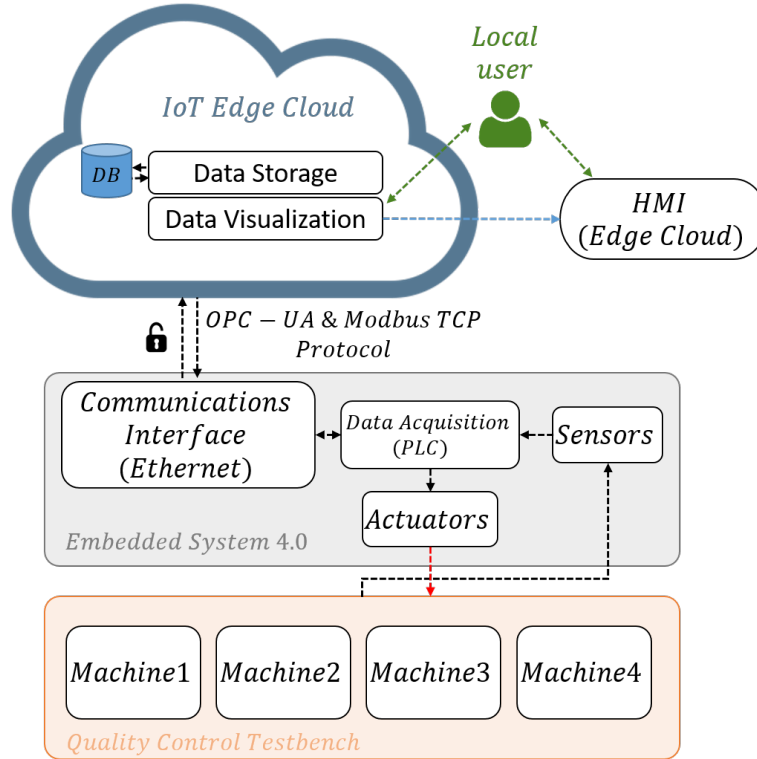 Local
user
IoT Edge Cloud
DB
Data Storage
Data Visualization
HMI
(Edge Cloud)
OPC − UA & Modbus TCP
Protocol
Communications
Interface
(Ethernet)
Data Acquisition
(PLC)
Sensors
Actuators
Embedded System 4.0
Machine1
Machine2
Machine3
Machine4
Quality Control Testbench